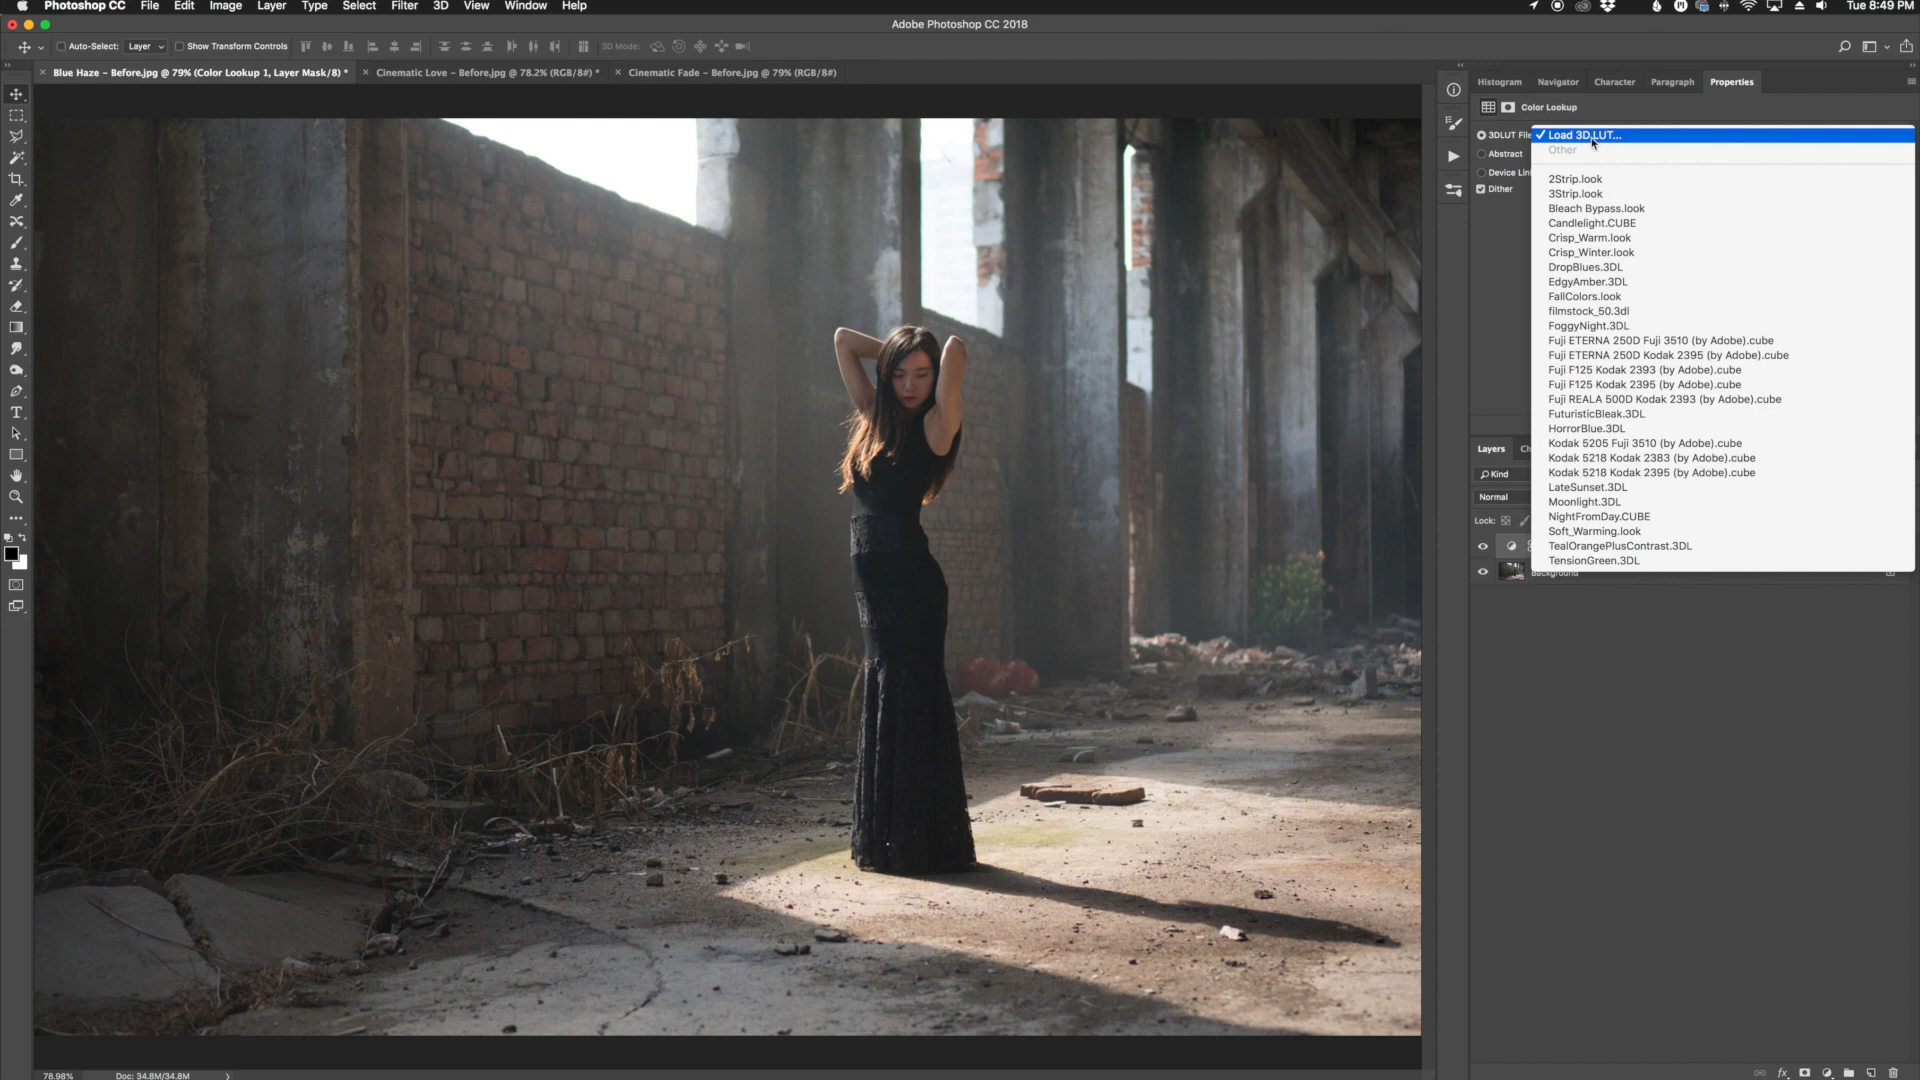 Photoshop CC File Edit Image Layer Type Select Filter 3D View Window Help Tue 8:49 PM
Adobe Photoshop CC 2018
Auto-Select: Layer Show Transform Controls 3D Mode:
Blue Haze - Before.jpg @ 79% (Color Lookup 1, Layer Mask/8) * Cinematic Love - Before.jpg @ 78.2% (RGB/8#) * Cinematic Fade - Before.jpg @ 79% (RGB/8#)
Histogram Navigator Character Paragraph Properties
Color Lookup
3DLUT File
Abstract
Device Lin
Dither
Load 3D LUT...
Other
2Strip.look
3Strip.look
Bleach Bypass.look
Candlelight.CUBE
Crisp_Warm.look
Crisp_Winter.look
DropBlues.3DL
EdgyAmber.3DL
FallColors.look
filmstock_50.3dl
FoggyNight.3DL
Fuji ETERNA 250D Fuji 3510 (by Adobe).cube
Fuji ETERNA 250D Kodak 2395 (by Adobe).cube
Fuji F125 Kodak 2393 (by Adobe).cube
Fuji F125 Kodak 2395 (by Adobe).cube
Fuji REALA 500D Kodak 2393 (by Adobe).cube
FuturisticBleak.3DL
HorrorBlue.3DL
Kodak 5205 Fuji 3510 (by Adobe).cube
Kodak 5218 Kodak 2383 (by Adobe).cube
Kodak 5218 Kodak 2395 (by Adobe).cube
LateSunset.3DL
Moonlight.3DL
NightFromDay.CUBE
Soft_Warming.look
TealOrangePlusContrast.3DL
TensionGreen.3DL
Layers Ch
Kind
Normal
Lock:
Background
8
78.98% Doc: 34.8M/34.8M